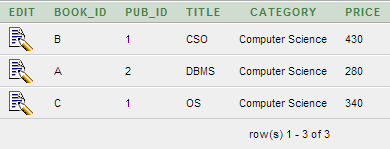 EDIT BOOK_ID PUB_ID TITLE CATEGORY PRICE
B 1 CSO Computer Science 430
A 2 DBMS Computer Science 280
C 1 OS Computer Science 340
row(s) 1 - 3 of 3